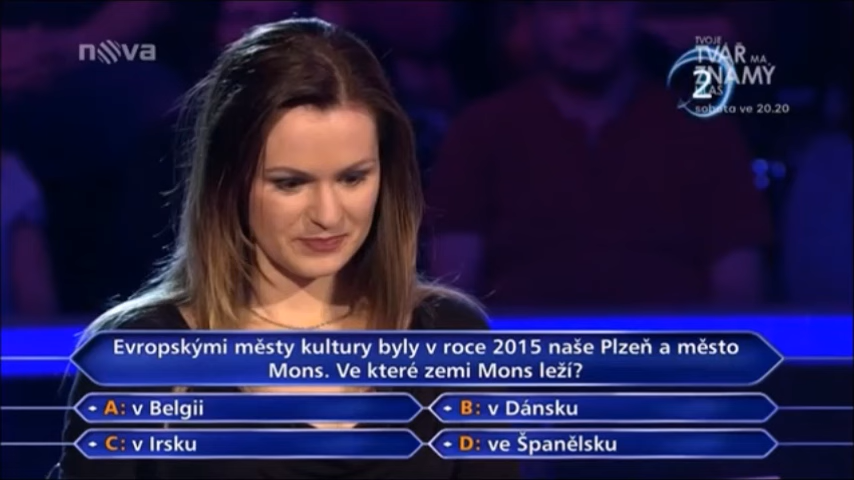 nova
TVOJE
TVÁŘ MÁ
ZNÁMÝ
HLAS
2
sobota ve 20.20
Evropskými městy kultury byly v roce 2015 naše Plzeň a město
Mons. Ve které zemi Mons leží?
A: v Belgii
B: v Dánsku
C: v Irsku
D: ve Španělsku